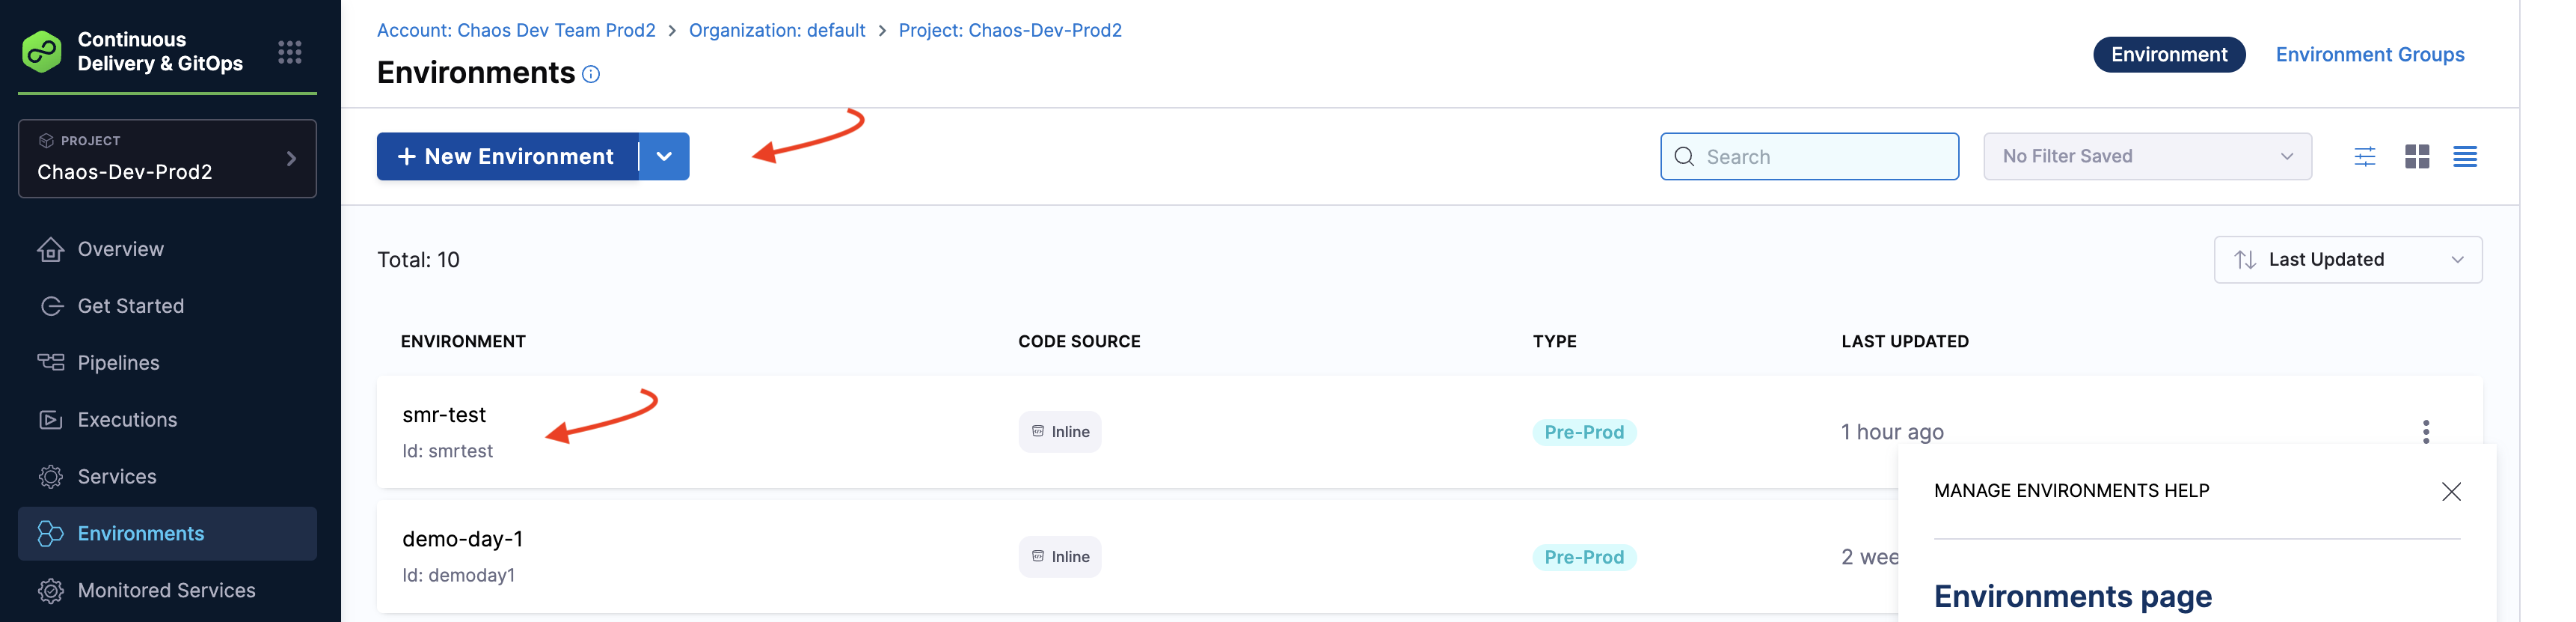 Continuous
Delivery & GitOps
PROJECT
Chaos-Dev-Prod2
Overview
Get Started
Pipelines
Executions
Services
Environments
Monitored Services
Account: Chaos Dev Team Prod2 > Organization: default > Project: Chaos-Dev-Prod2
Environments
Environment
Environment Groups
+ New Environment
Search
No Filter Saved
Total: 10
Last Updated
ENVIRONMENT CODE SOURCE TYPE LAST UPDATED
smr-test
Id: smrtest
Inline
Pre-Prod
1 hour ago
demo-day-1
Id: demoday1
Inline
Pre-Prod
2 wee
MANAGE ENVIRONMENTS HELP
Environments page